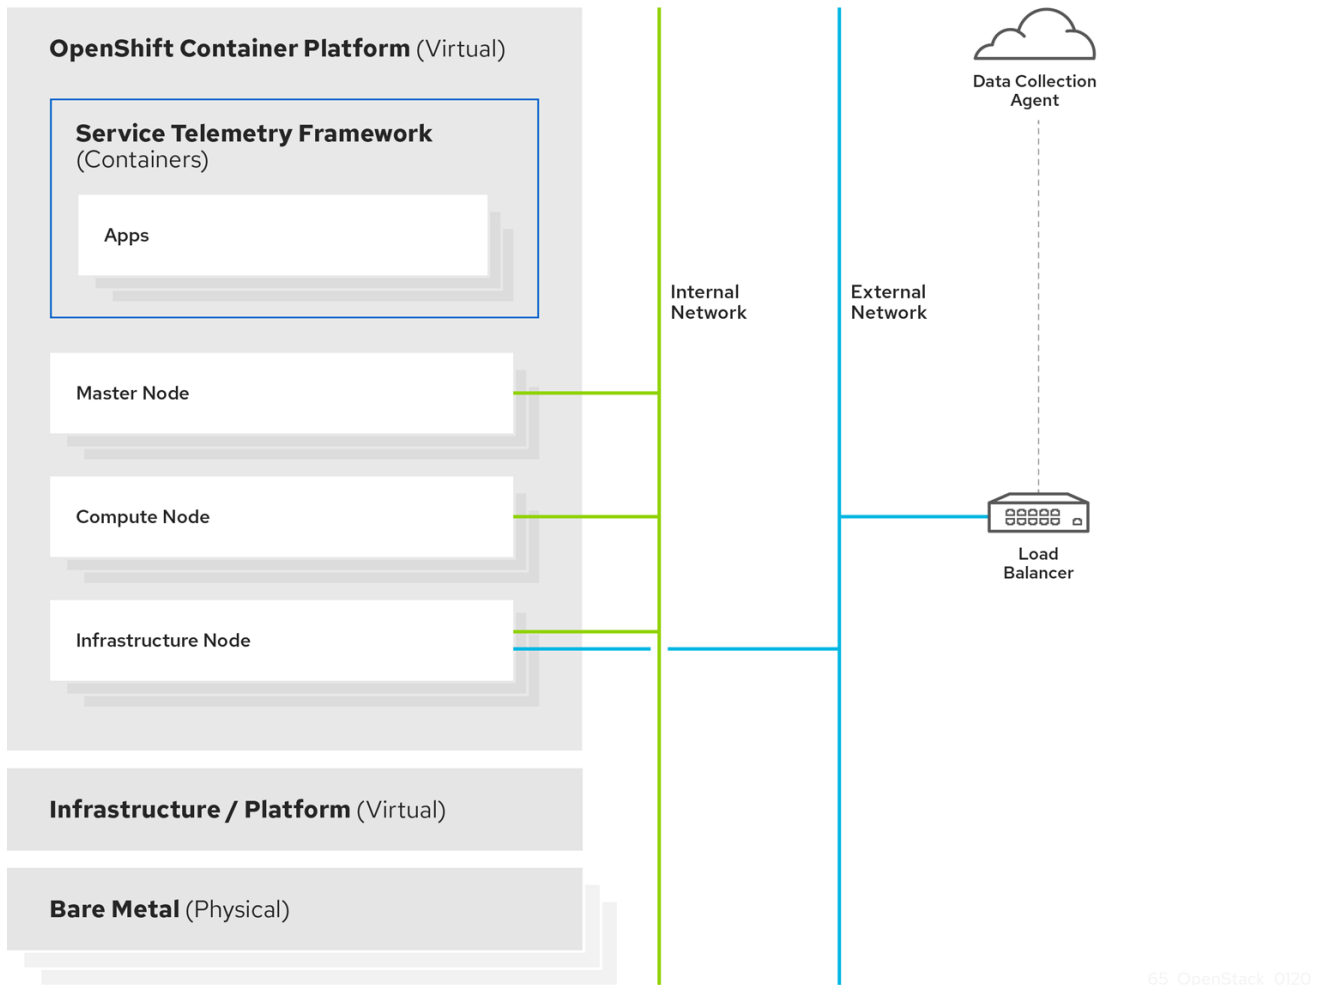 OpenShift Container Platform (Virtual)
Service Telemetry Framework
(Containers)
Apps
Master Node
Compute Node
Infrastructure Node
Infrastructure / Platform (Virtual)
Bare Metal (Physical)
Internal
Network
External
Network
Data Collection
Agent
Load
Balancer
65_OpenStack_0120